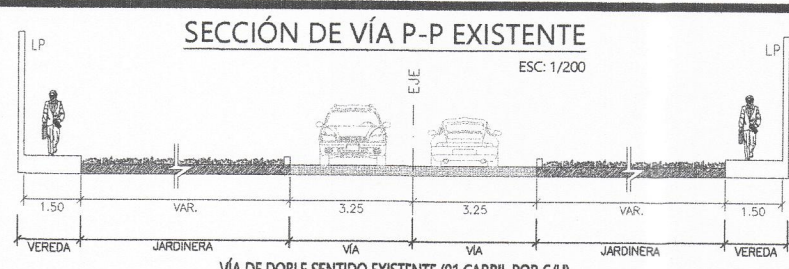 SECCIÓN DE VÍA P-P EXISTENTE
LP
LP
ESC: 1/200
EJE
1.50 VAR. 3.25 3.25 VAR. 1.50
VEREDA JARDINERA VÍA VÍA JARDINERA VEREDA
VÍA DE DOBLE SENTIDO EXISTENTE (01 CARRIL POR C/U)